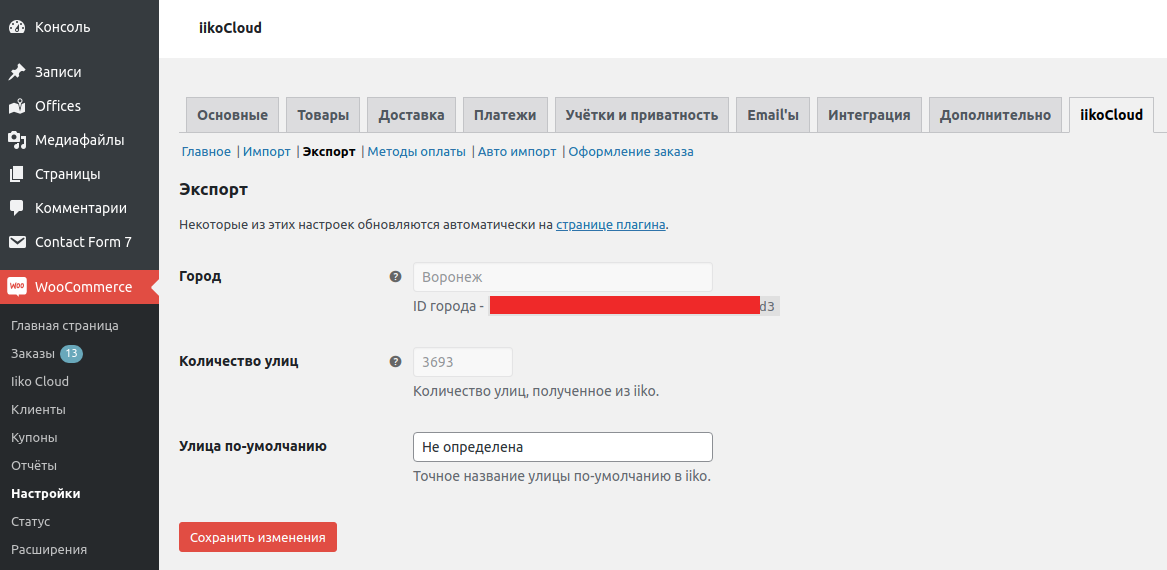 Консоль
Записи
Offices
Медиафайлы
Страницы
Комментарии
Contact Form 7
WooCommerce
Главная страница
Заказы 13
Iiko Cloud
Клиенты
Купоны
Отчёты
Настройки
Статус
Расширения
iikoCloud
Основные Товары Доставка Платежи Учётки и приватность Email'ы Интеграция Дополнительно iikoCloud
Главное | Импорт | Экспорт | Методы оплаты | Авто импорт | Оформление заказа
Экспорт
Некоторые из этих настроек обновляются автоматически на странице плагина.
Город ? Воронеж
ID города - d3
Количество улиц ? 3693
Количество улиц, полученное из iiko.
Улица по-умолчанию Не определена
Точное название улицы по-умолчанию в iiko.
Сохранить изменения